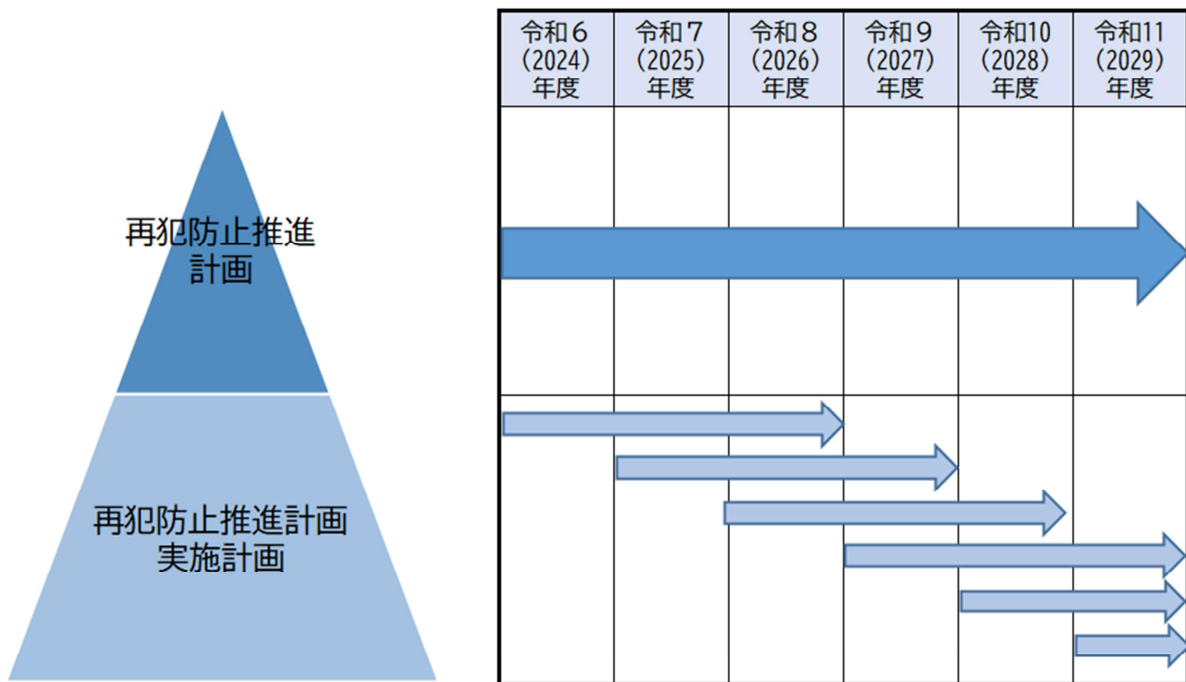 令和６
（2024）
年度
令和７
（2025）
年度
令和８
（2026）
年度
令和９
（2027）
年度
令和10
（2028）
年度
令和11
（2029）
年度
再犯防止推進
計画
再犯防止推進計画
実施計画